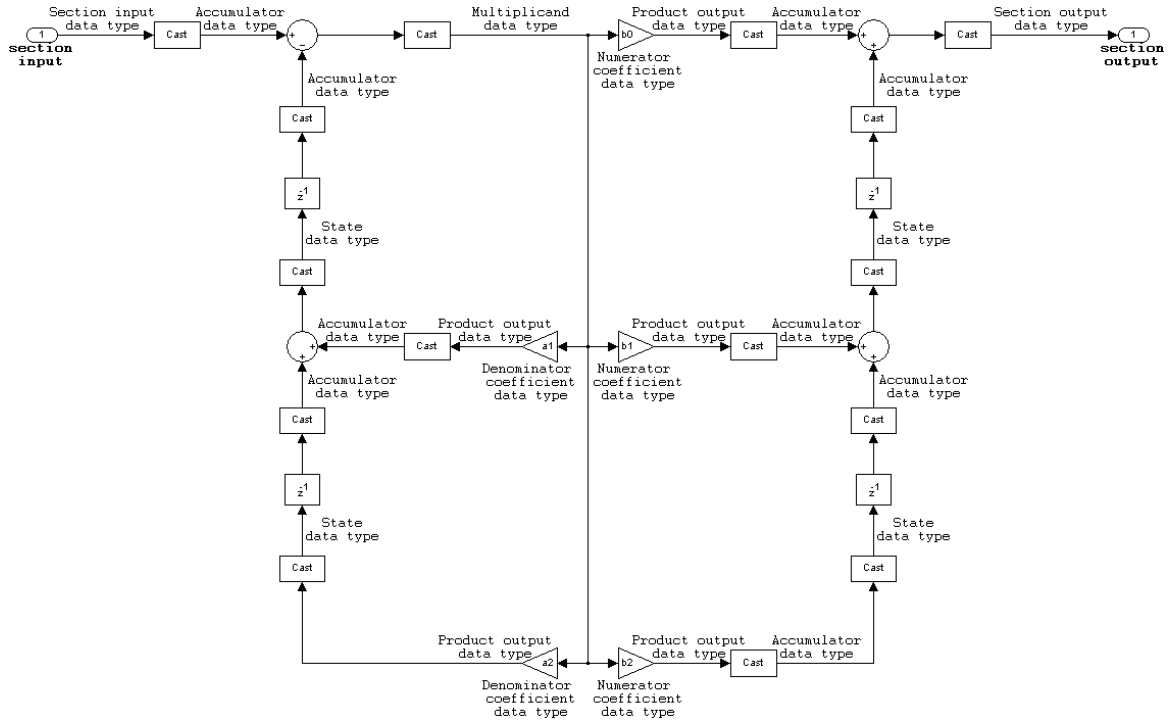 Section input
data type
Accumulator
data type
Multiplicand
data type
Product output
data type
Accumulator
data type
Section output
data type
1
section
input
Cast
+
−
Cast
b0
Cast
+
+
Cast
1
section
output
Numerator
coefficient
data type
Accumulator
data type
Accumulator
data type
Cast
Cast
z-1
z-1
State
data type
State
data type
Cast
Cast
Accumulator
data type
Product output
data type
Product output
data type
Accumulator
data type
+
+
Cast
a1
b1
Cast
+
+
Accumulator
data type
Denominator
coefficient
data type
Numerator
coefficient
data type
Accumulator
data type
Cast
Cast
z-1
z-1
State
data type
State
data type
Cast
Cast
Product output
data type
Product output
data type
Accumulator
data type
a2
b2
Cast
Denominator
coefficient
data type
Numerator
coefficient
data type